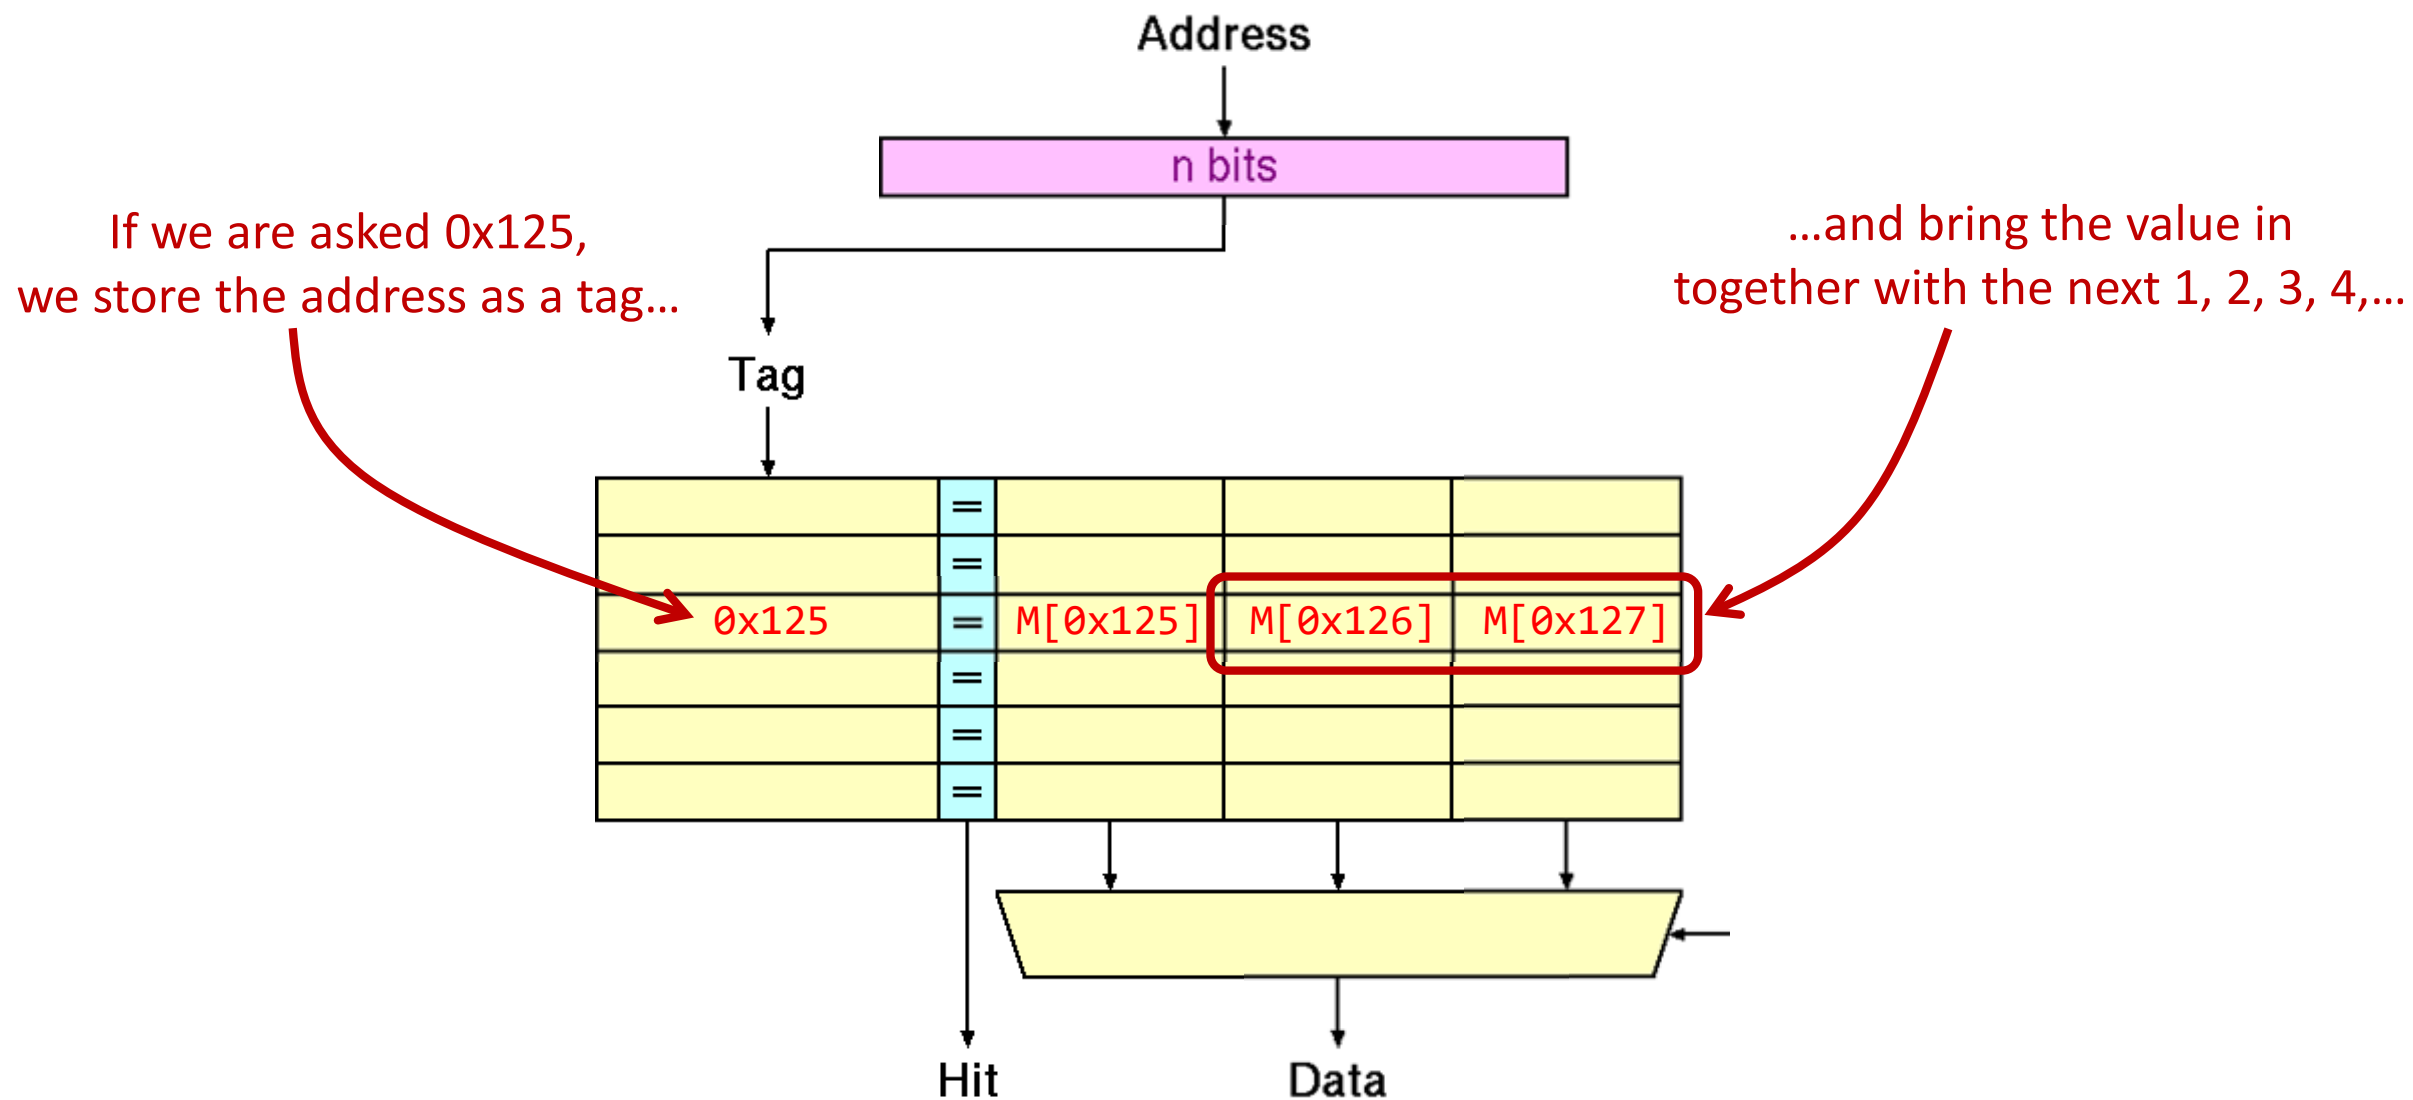 Address
n bits
If we are asked 0x125,
we store the address as a tag…
…and bring the value in
together with the next 1, 2, 3, 4,…
Tag
=
=
0x125 = M[0x125] M[0x126] M[0x127]
=
=
=
Hit
Data